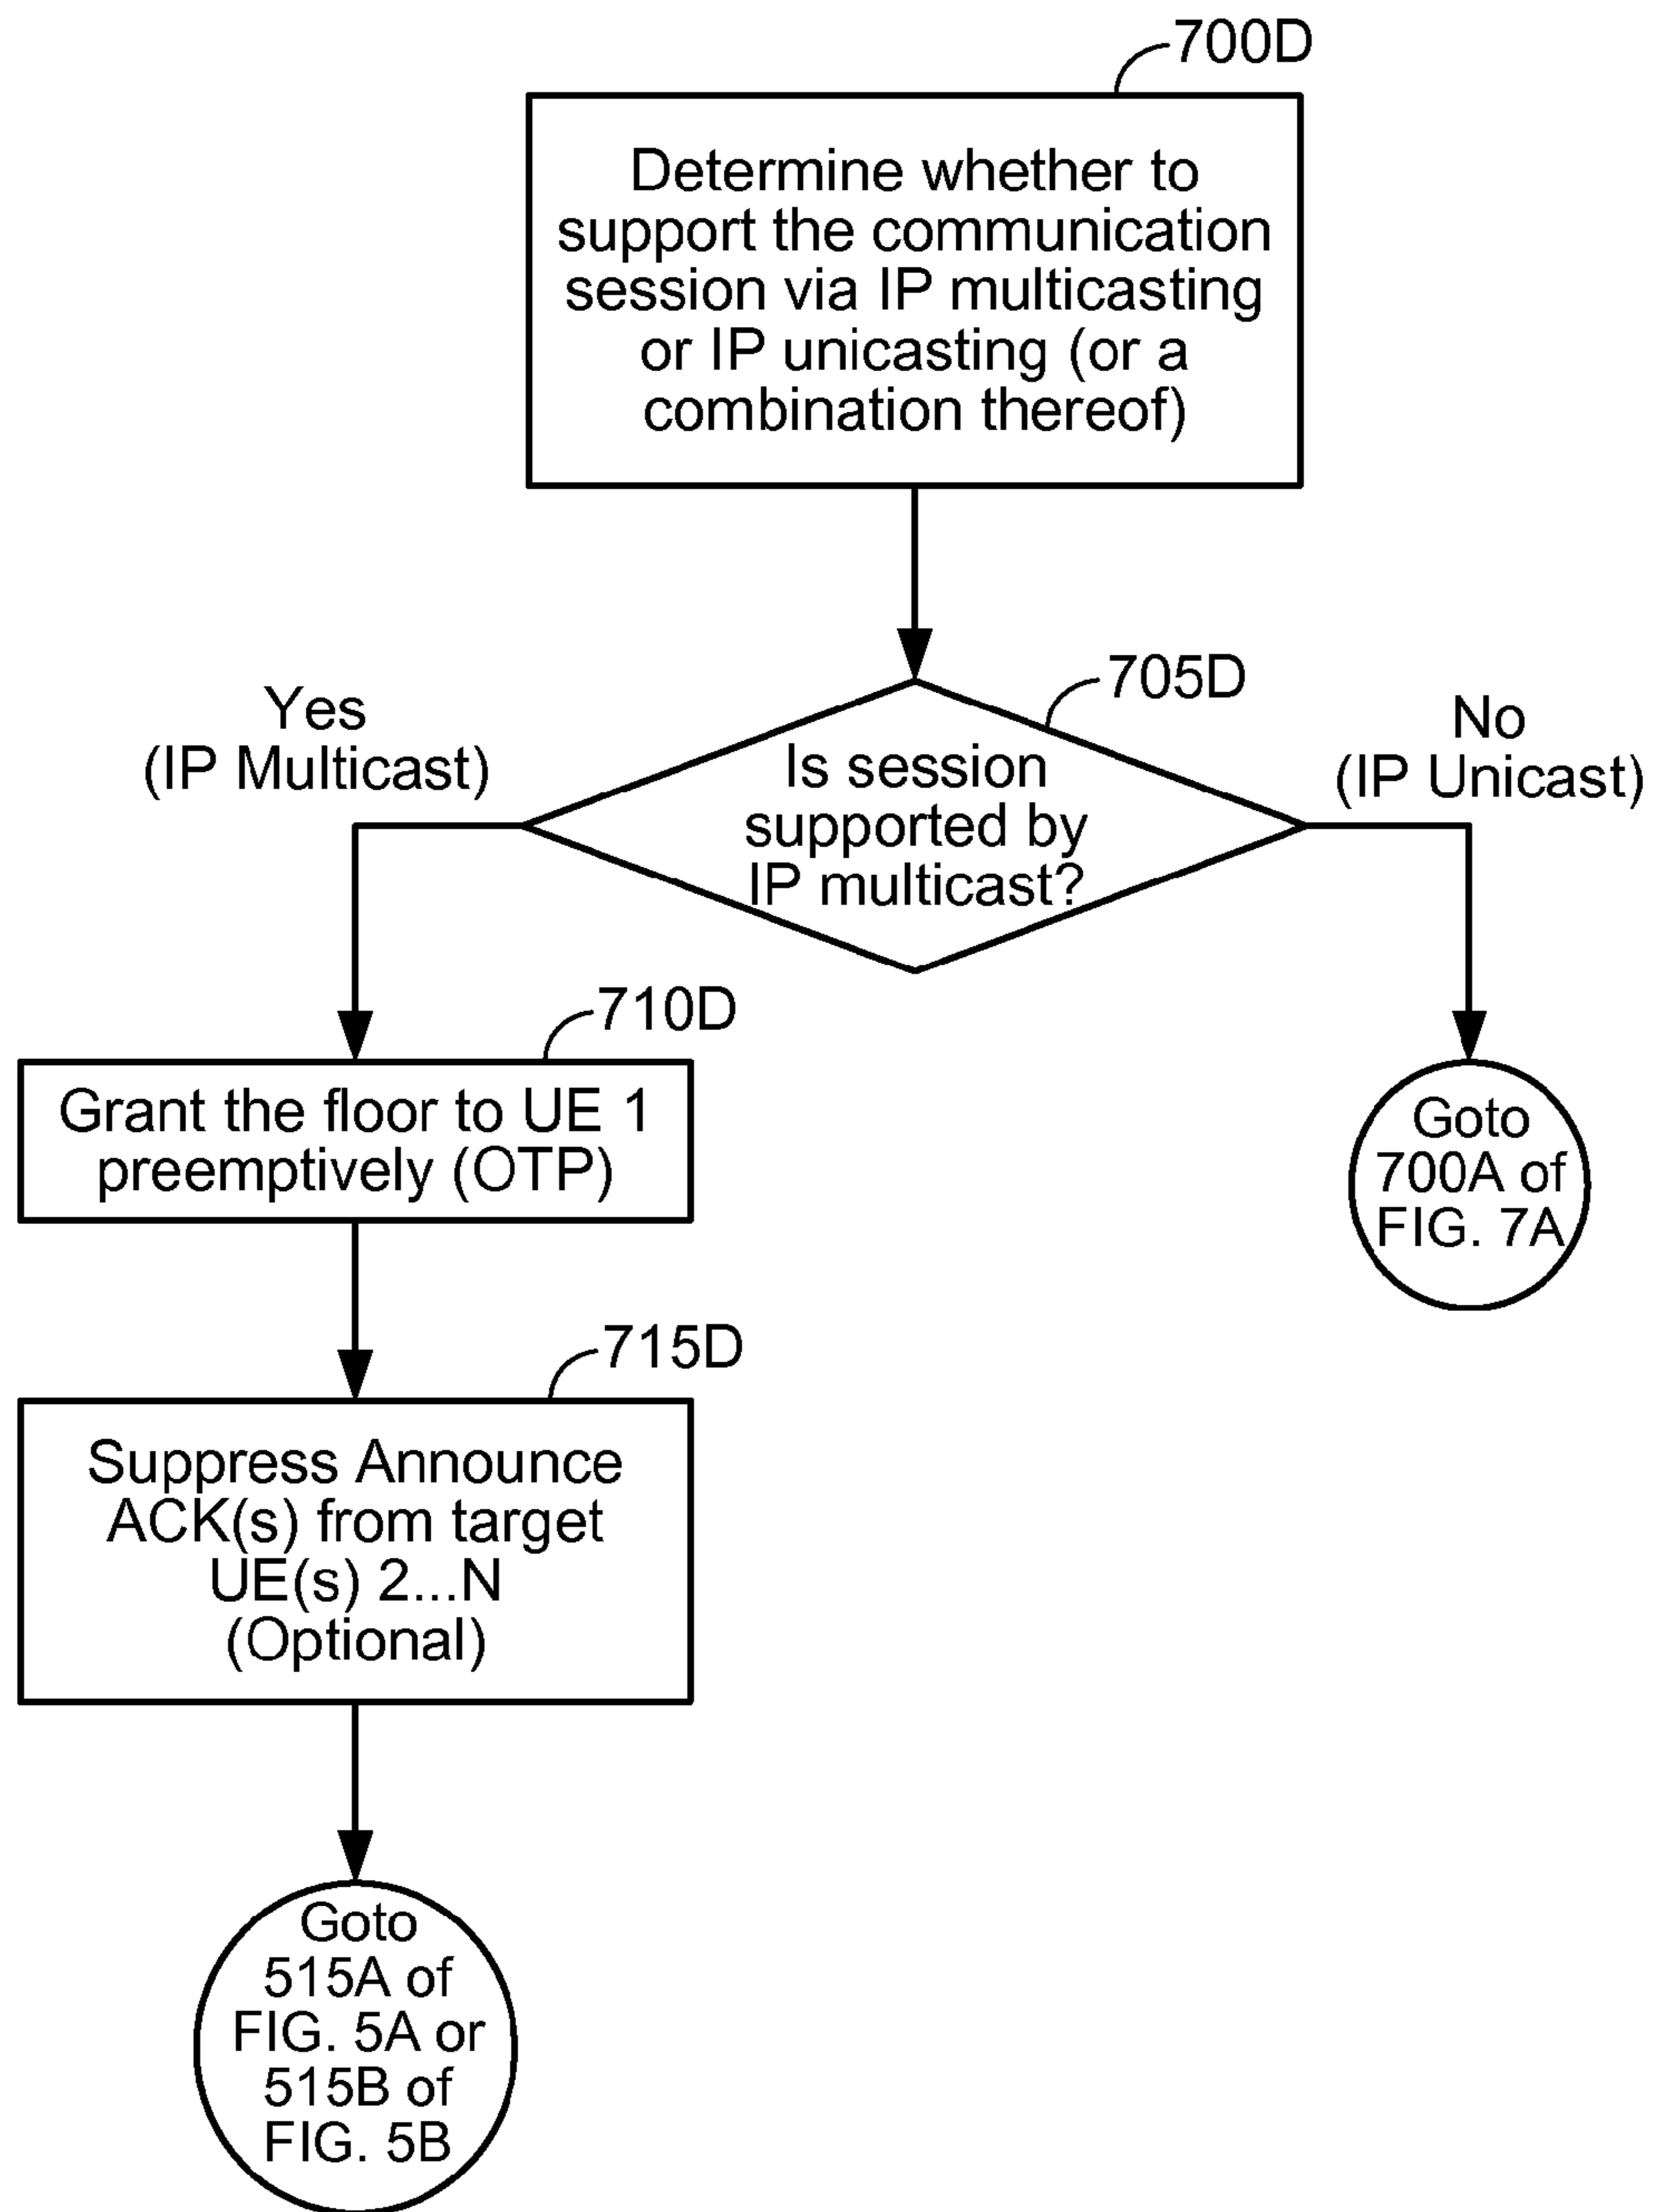 700D
Determine whether to
support the communication
session via IP multicasting
or IP unicasting (or a
combination thereof)
705D
Yes
(IP Multicast)
Is session
supported by
IP multicast?
No
(IP Unicast)
710D
Grant the floor to UE 1
preemptively (OTP)
Goto
700A of
FIG. 7A
715D
Suppress Announce
ACK(s) from target
UE(s) 2...N
(Optional)
Goto
515A of
FIG. 5A or
515B of
FIG. 5B